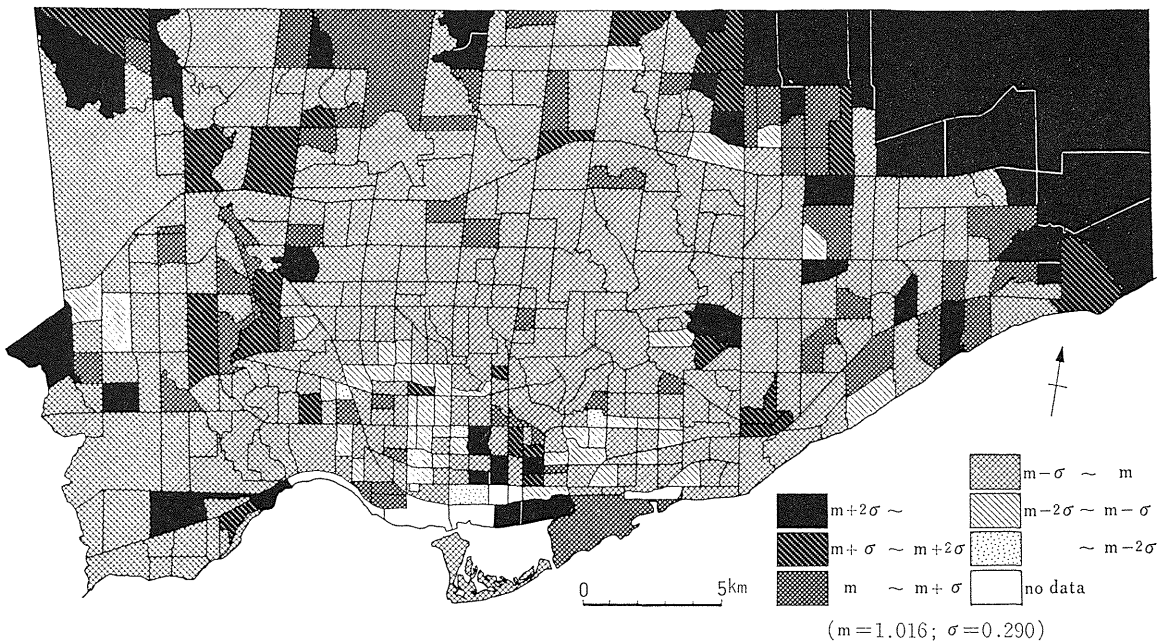 m−σ ~ m
m+2σ ~
m−2σ ~ m−σ
m+σ ~ m+2σ
~ m−2σ
m ~ m+σ
no data
0 5km
(m=1.016; σ=0.290)